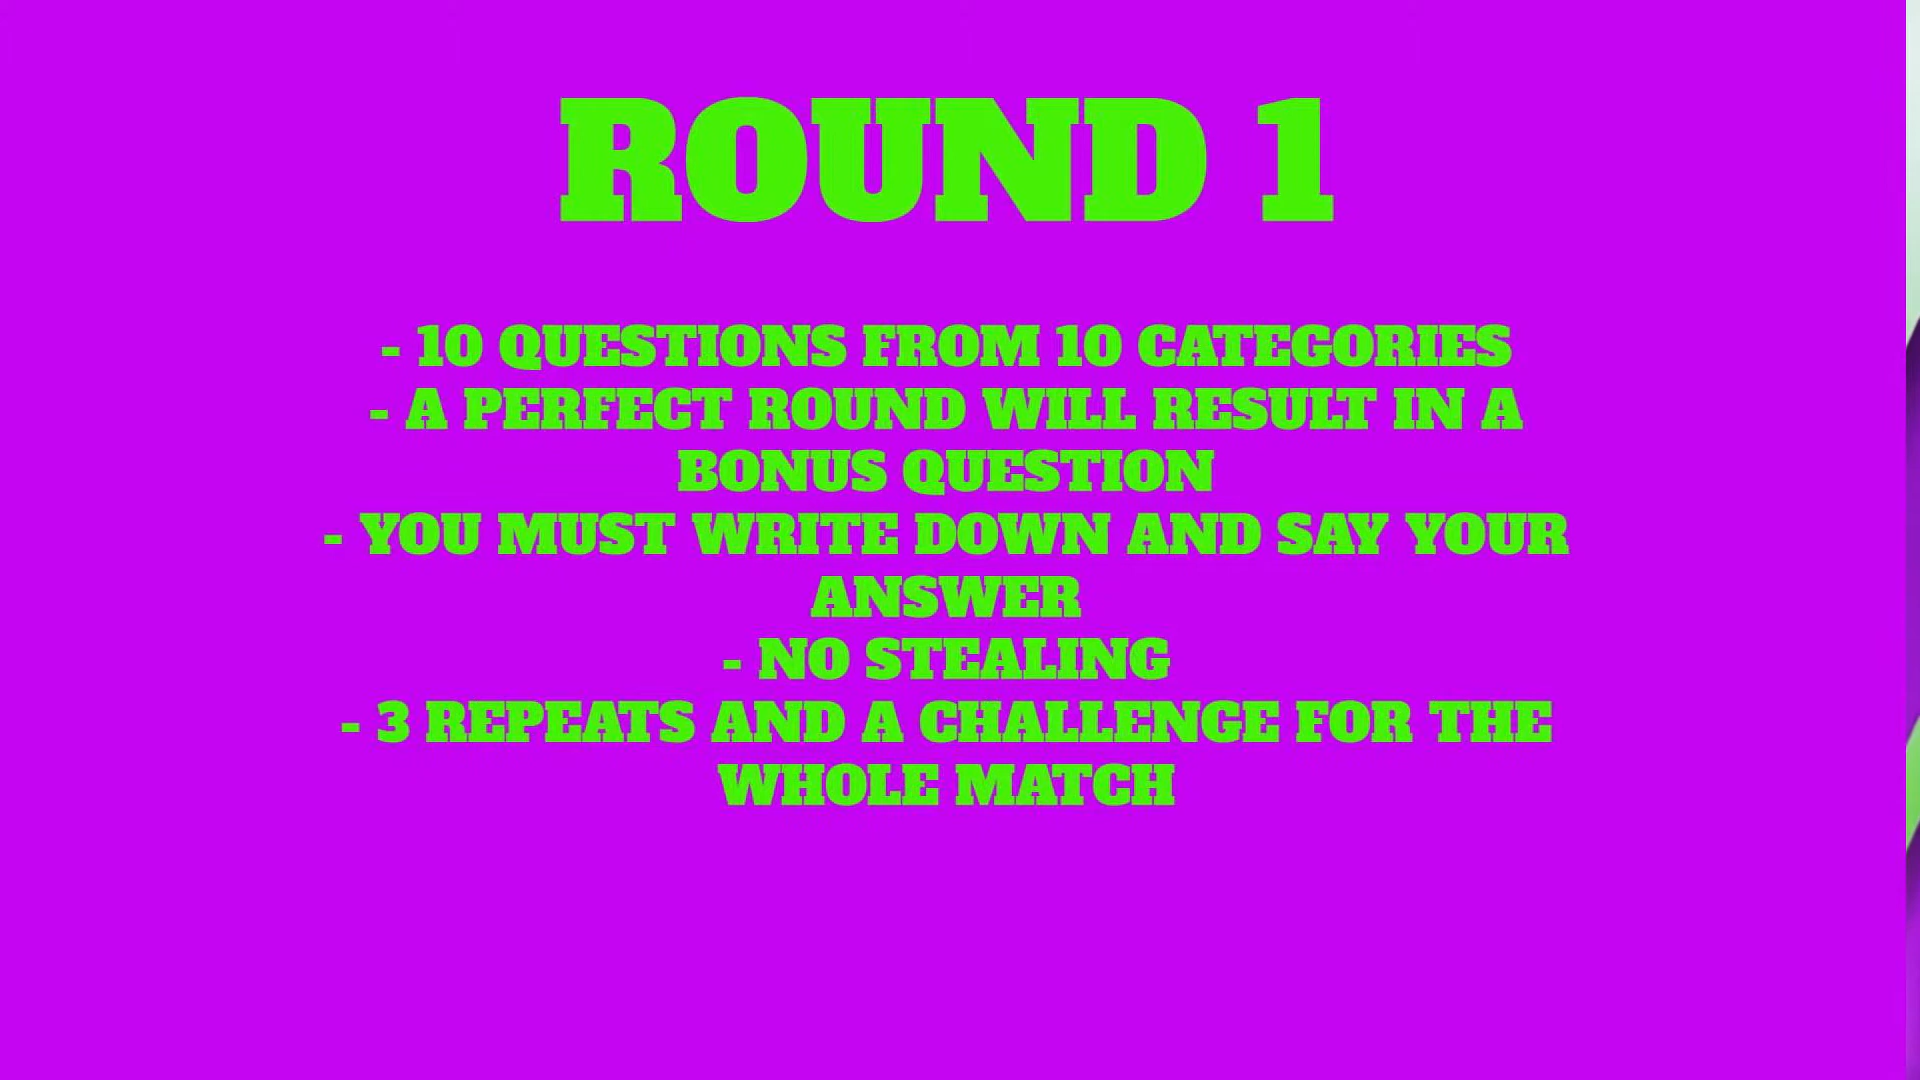 ROUND 1
- 10 QUESTIONS FROM 10 CATEGORIES
- A PERFECT ROUND WILL RESULT IN A
BONUS QUESTION
- YOU MUST WRITE DOWN AND SAY YOUR
ANSWER
- NO STEALING
- 3 REPEATS AND A CHALLENGE FOR THE
WHOLE MATCH